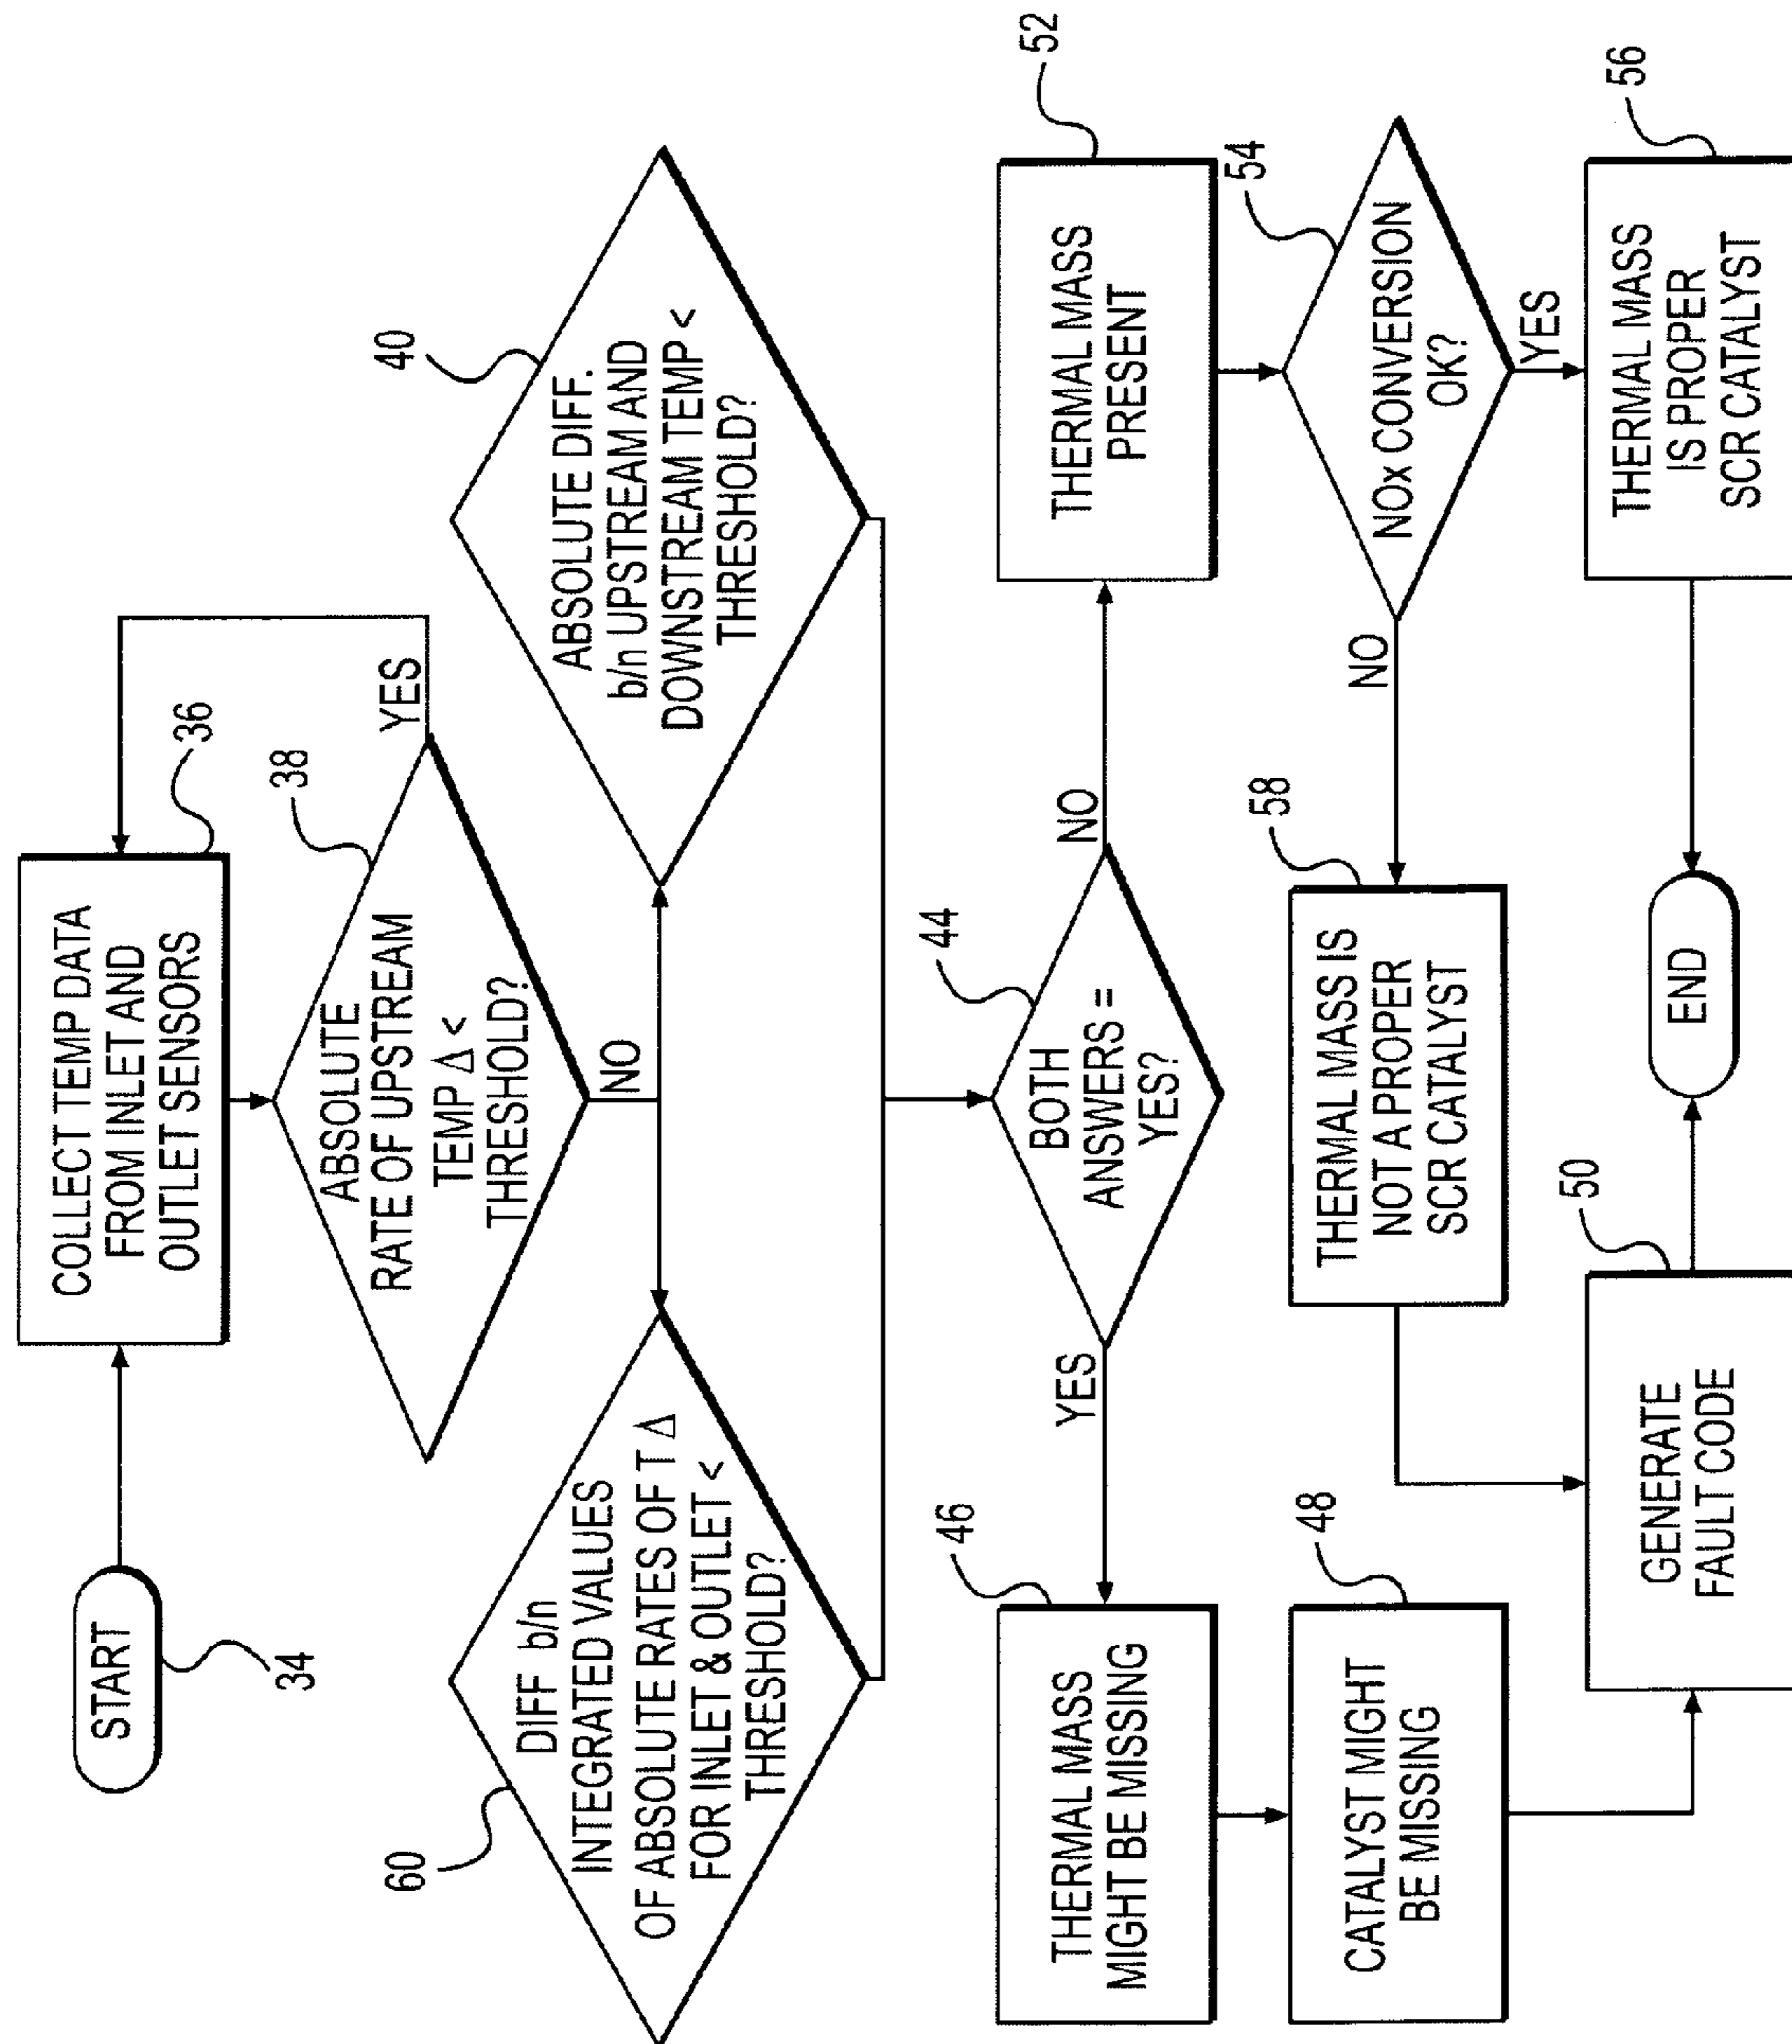 START
34
COLLECT TEMP DATA
FROM INLET AND
OUTLET SENSORS
36
ABSOLUTE
RATE OF UPSTREAM
TEMP Δ <
THRESHOLD?
38
YES
NO
DIFF b/n
INTEGRATED VALUES
OF ABSOLUTE RATES OF T Δ
FOR INLET & OUTLET <
THRESHOLD?
60
ABSOLUTE DIFF.
b/n UPSTREAM AND
DOWNSTREAM TEMP <
THRESHOLD?
40
BOTH
ANSWERS =
YES?
44
YES
NO
THERMAL MASS
MIGHT BE MISSING
46
THERMAL MASS
PRESENT
52
CATALYST MIGHT
BE MISSING
48
THERMAL MASS IS
NOT A PROPER
SCR CATALYST
58
NO
NOx CONVERSION
OK?
54
YES
GENERATE
FAULT CODE
50
END
THERMAL MASS
IS PROPER
SCR CATALYST
56